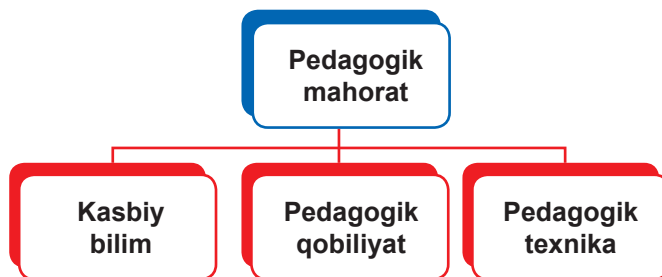 Pedagogik
mahorat
Kasbiy
bilim
Pedagogik
qobiliyat
Pedagogik
texnika